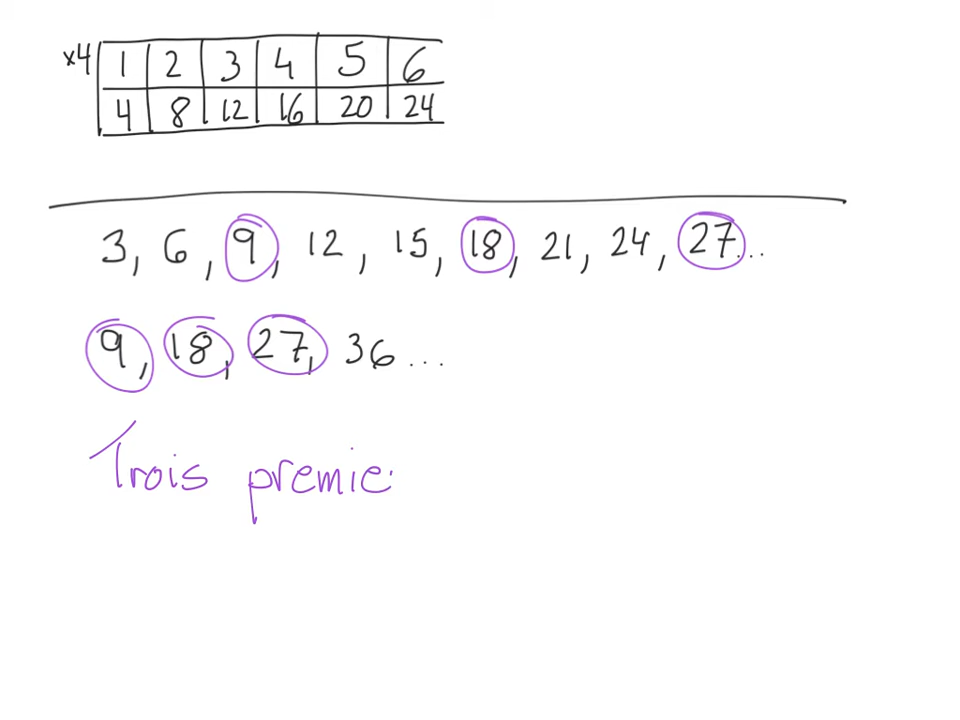 x4 1 2 3 4 5 6
4 8 12 16 20 24
3, 6, 9, 12, 15, 18, 21, 24, 27...
9, 18, 27, 36...
Trois premie